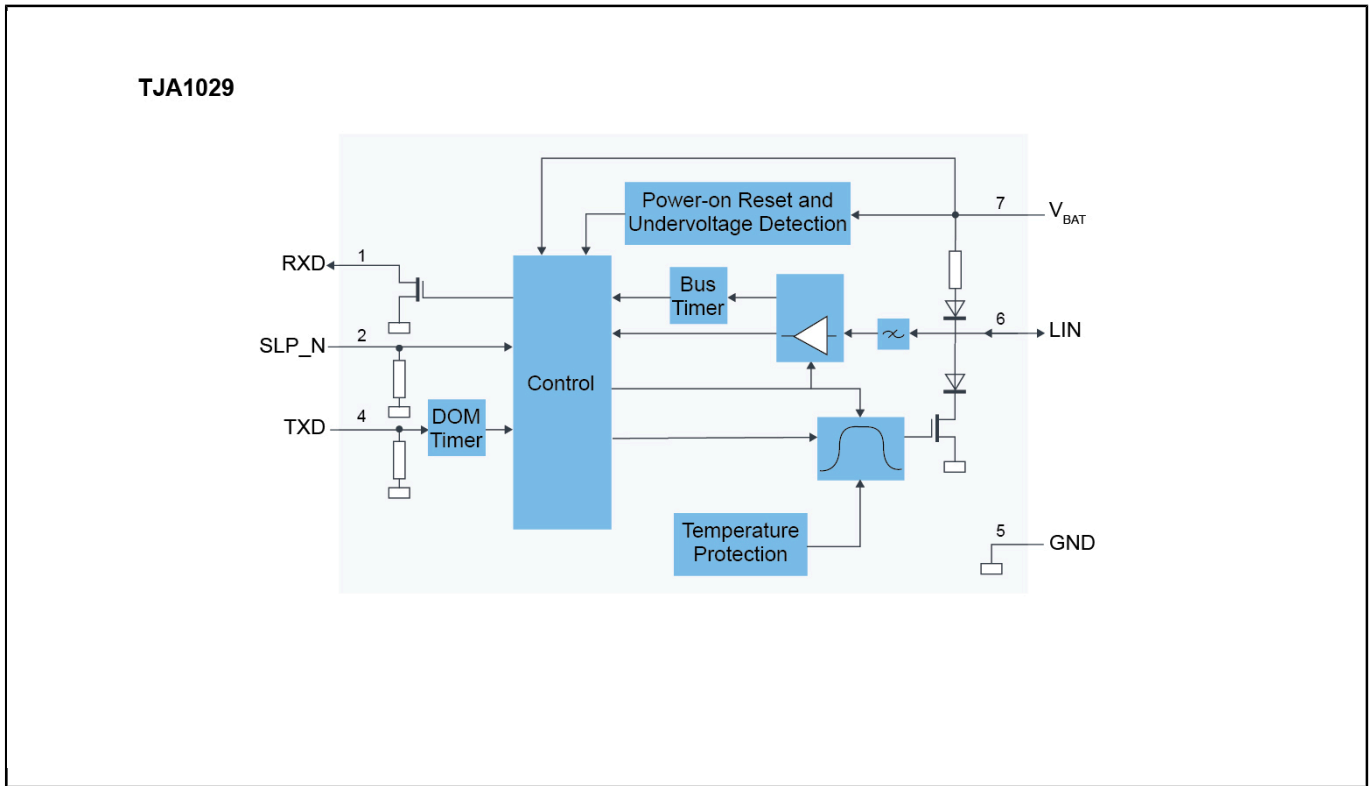 TJA1029
Power-on Reset and
Undervoltage Detection
7
V_BAT
RXD
1
Bus
Timer
6
LIN
SLP_N
2
Control
TXD
4
DOM
Timer
Temperature
Protection
5
GND